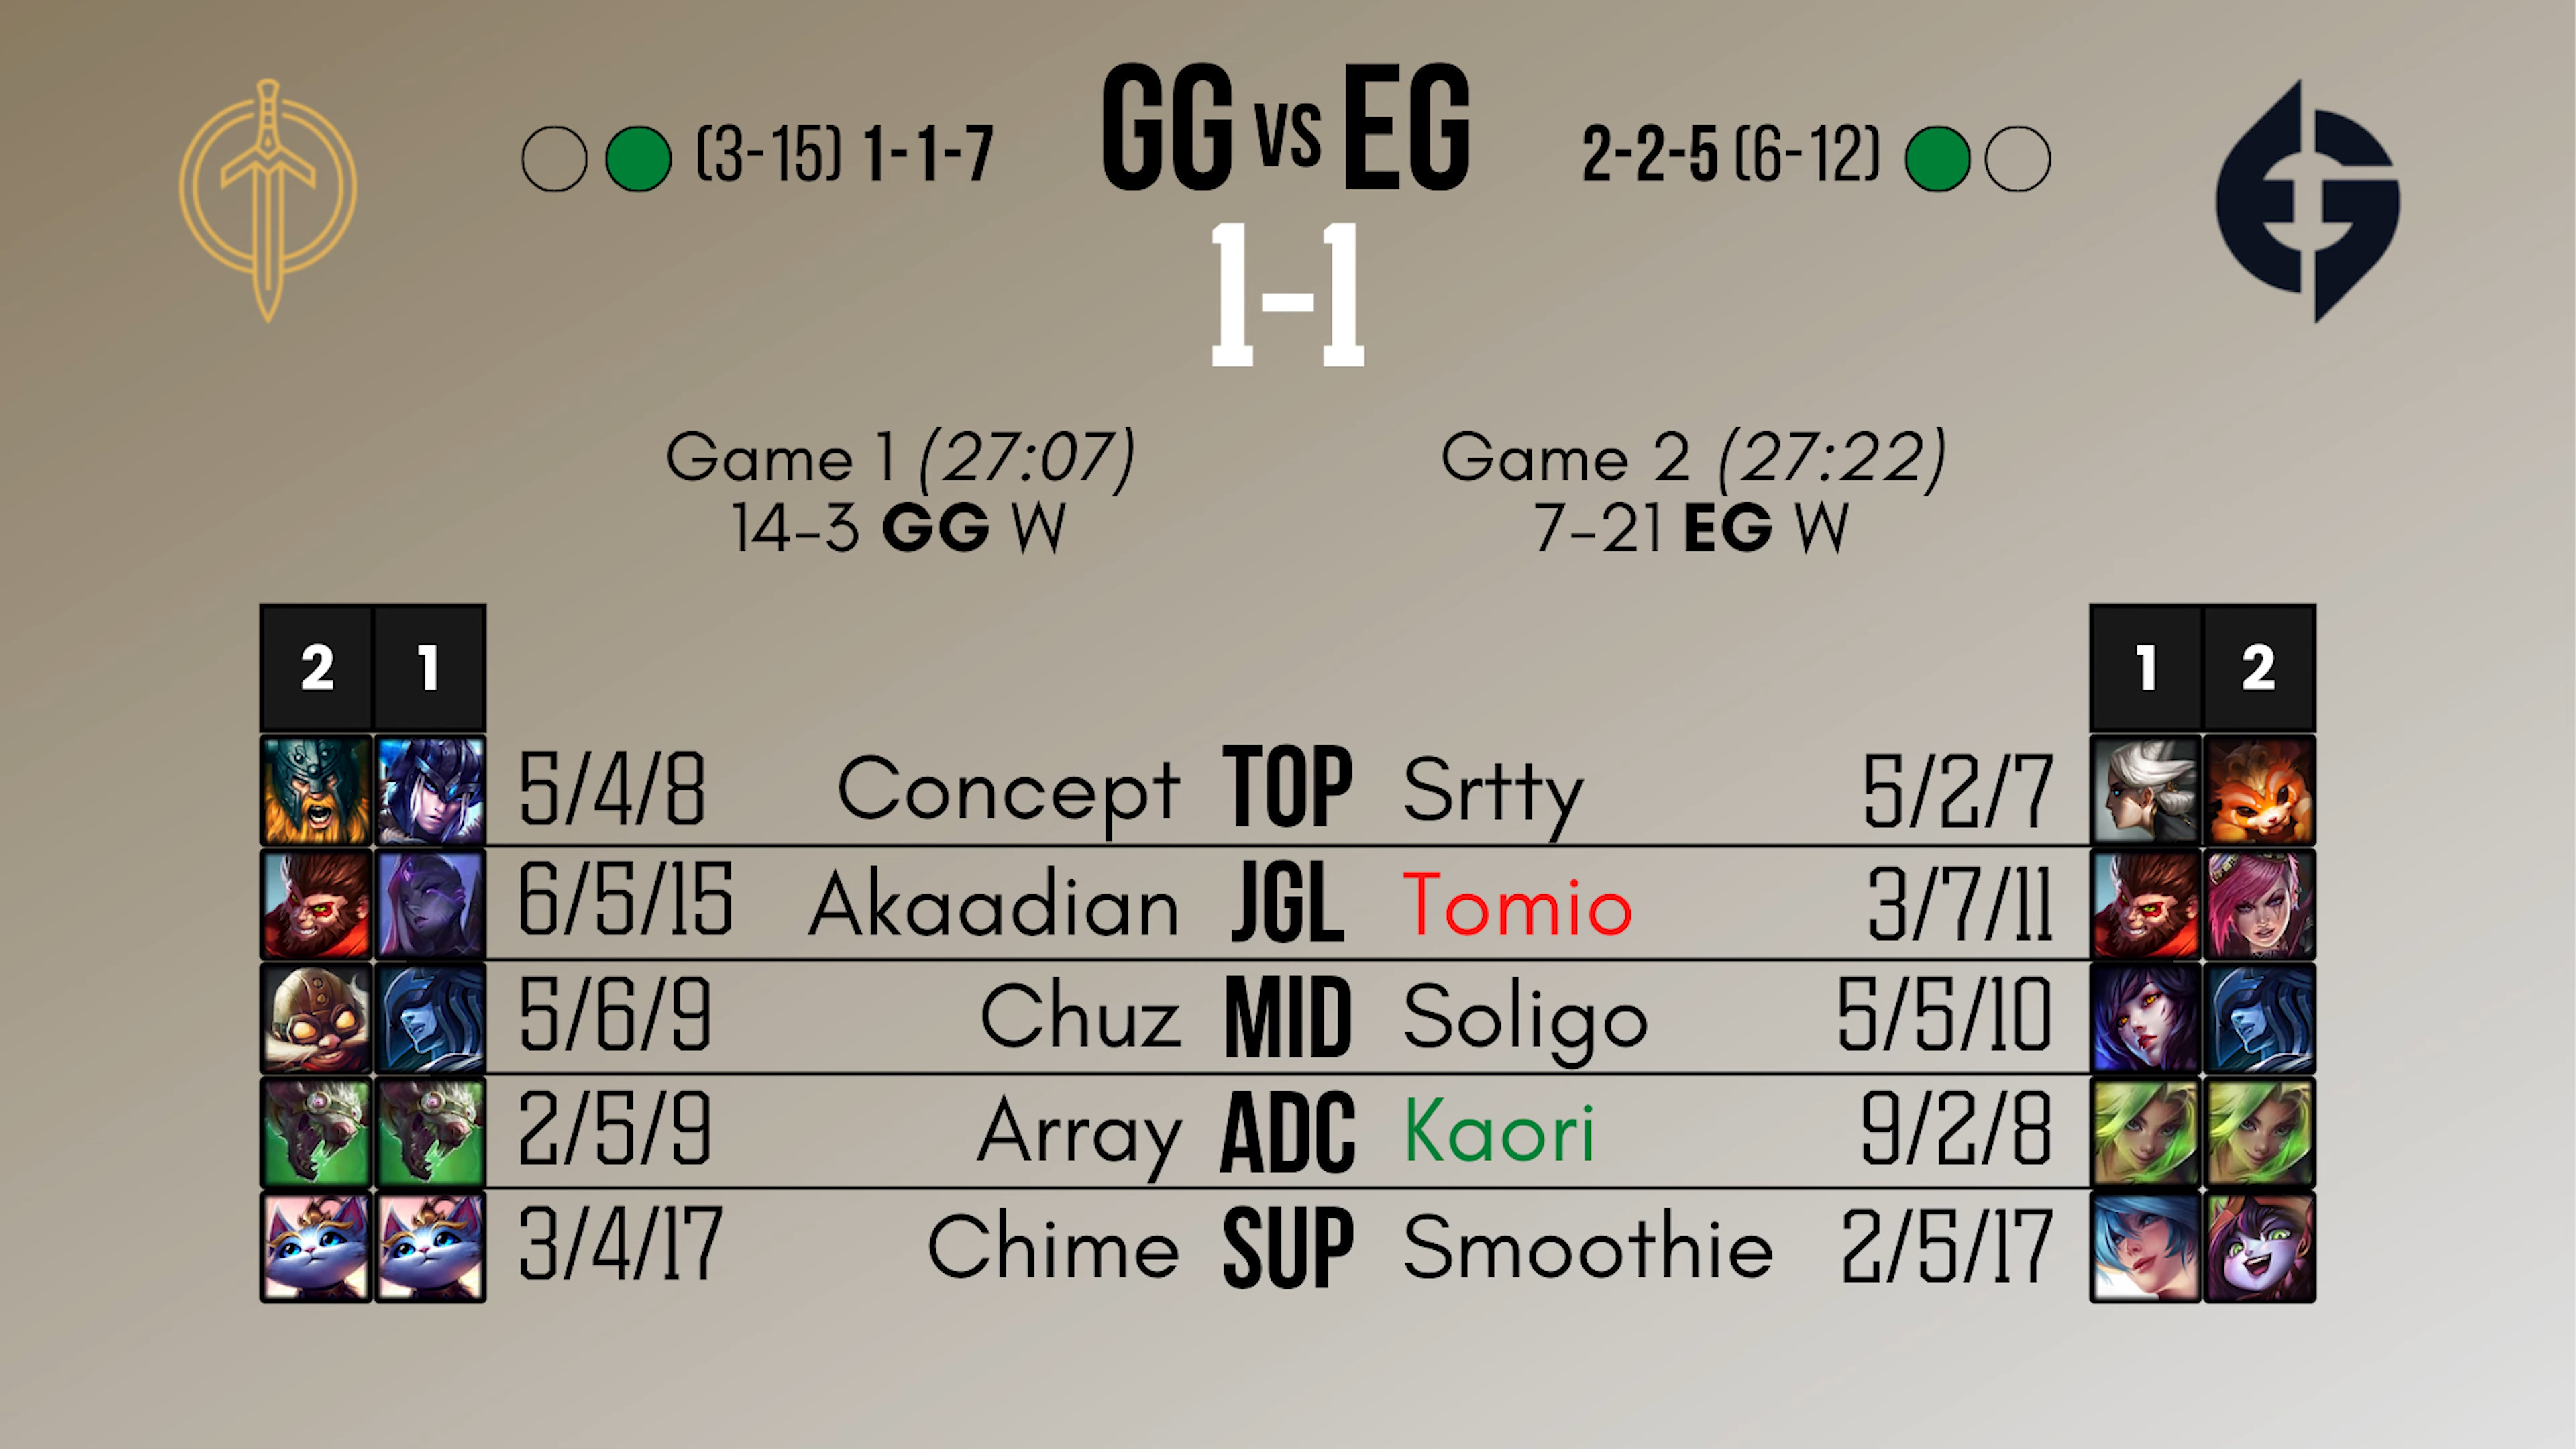 GG VS EG
(3-15) 1-1-7
2-2-5 (6-12)
1-1
Game 1 (27:07)
14-3 GG W
Game 2 (27:22)
7-21 EG W
2 1
1 2
5/4/8 Concept TOP Srtty 5/2/7
6/5/15 Akaadian JGL Tomio 3/7/11
5/6/9 Chuz MID Soligo 5/5/10
2/5/9 Array ADC Kaori 9/2/8
3/4/17 Chime SUP Smoothie 2/5/17